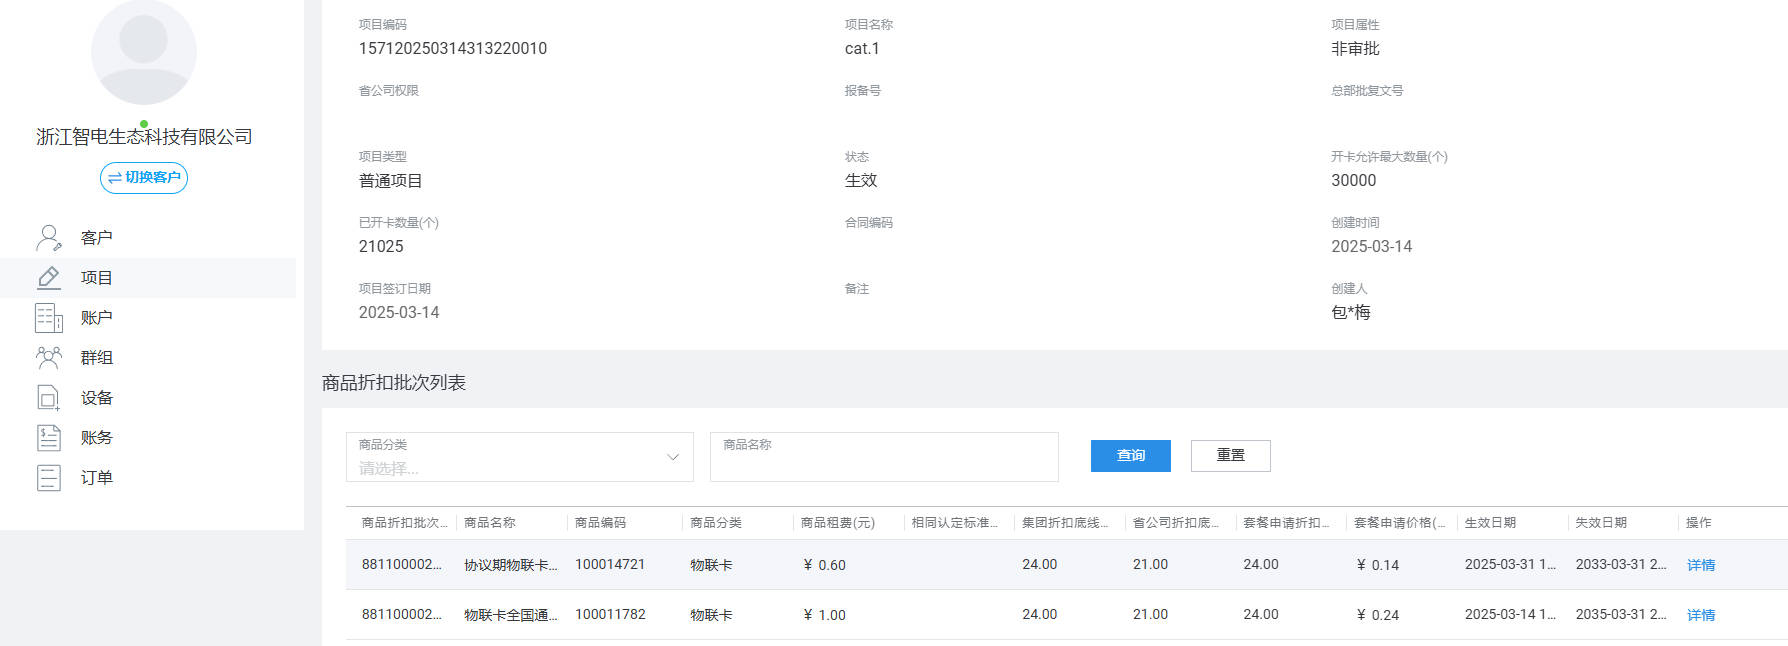 浙江智电生态科技有限公司
切换客户
客户
项目
账户
群组
设备
账务
订单
项目编码 项目名称 项目属性
157120250314313220010 cat.1 非审批
省公司权限 报备号 总部批复文号
项目类型 状态 开卡允许最大数量(个)
普通项目 生效 30000
已开卡数量(个) 合同编码 创建时间
21025 2025-03-14
项目签订日期 备注 创建人
2025-03-14 包*梅
商品折扣批次列表
商品分类 商品名称
请选择... 查询 重置
商品折扣批次... 商品名称 商品编码 商品分类 商品租费(元) 相同认定标准... 集团折扣底线... 省公司折扣底... 套餐申请折扣... 套餐申请价格(... 生效日期 失效日期 操作
881100002... 协议期物联卡... 100014721 物联卡 ¥ 0.60 24.00 21.00 24.00 ¥ 0.14 2025-03-31 1... 2033-03-31 2... 详情
881100002... 物联卡全国通... 100011782 物联卡 ¥ 1.00 24.00 21.00 24.00 ¥ 0.24 2025-03-14 1... 2035-03-31 2... 详情